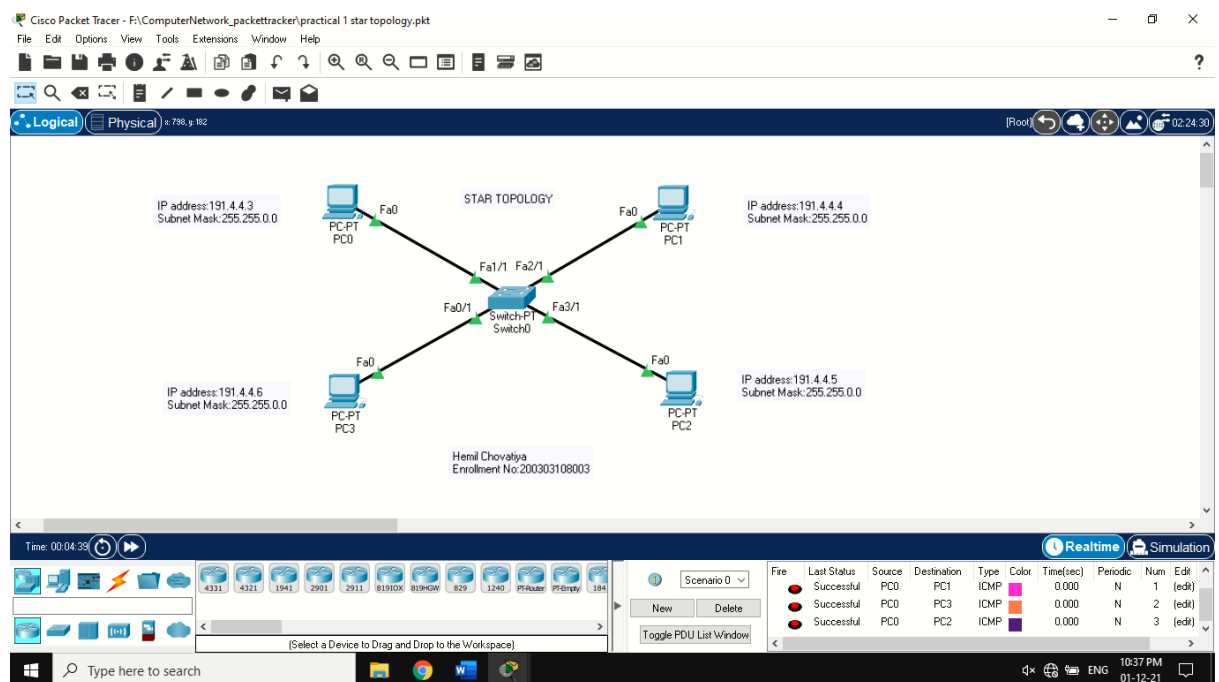 Cisco Packet Tracer - F:\ComputerNetwork_packettracker\practical 1 star topology.pkt
File Edit Options View Tools Extensions Window Help
?
Logical Physical x: 798, y: 182 [Root] 02:24:30
IP address:191.4.4.3
Subnet Mask:255.255.0.0
Fa0
PC-PT
PC0
STAR TOPOLOGY
Fa0
PC-PT
PC1
IP address:191.4.4.4
Subnet Mask:255.255.0.0
Fa1/1 Fa2/1
Fa0/1 Fa3/1
Switch-PT
Switch0
Fa0
PC-PT
PC3
IP address:191.4.4.6
Subnet Mask:255.255.0.0
Fa0
PC-PT
PC2
IP address:191.4.4.5
Subnet Mask:255.255.0.0
Hemil Chovatiya
Enrollment No:200303108003
Time: 00:04:39 Realtime Simulation
4331 4321 1941 2901 2911 819IOX 819HGW 829 1240 PT-Router PT-Empty 184
(Select a Device to Drag and Drop to the Workspace)
Scenario 0
New Delete
Toggle PDU List Window
Fire Last Status Source Destination Type Color Time(sec) Periodic Num Edit
Successful PC0 PC1 ICMP 0.000 N 1 (edit)
Successful PC0 PC3 ICMP 0.000 N 2 (edit)
Successful PC0 PC2 ICMP 0.000 N 3 (edit)
Type here to search
ENG 10:37 PM
01-12-21